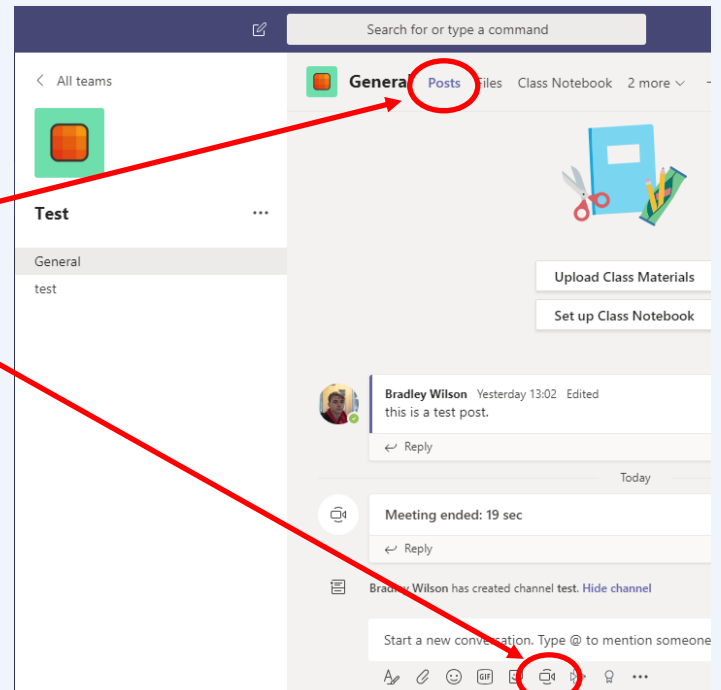 Search for or type a command
All teams
General Posts Files Class Notebook 2 more
Test
General
test
Upload Class Materials
Set up Class Notebook
Bradley Wilson Yesterday 13:02 Edited
this is a test post.
Reply
Today
Meeting ended: 19 sec
Reply
Bradley Wilson has created channel test. Hide channel
Start a new conversation. Type @ to mention someone
GIF